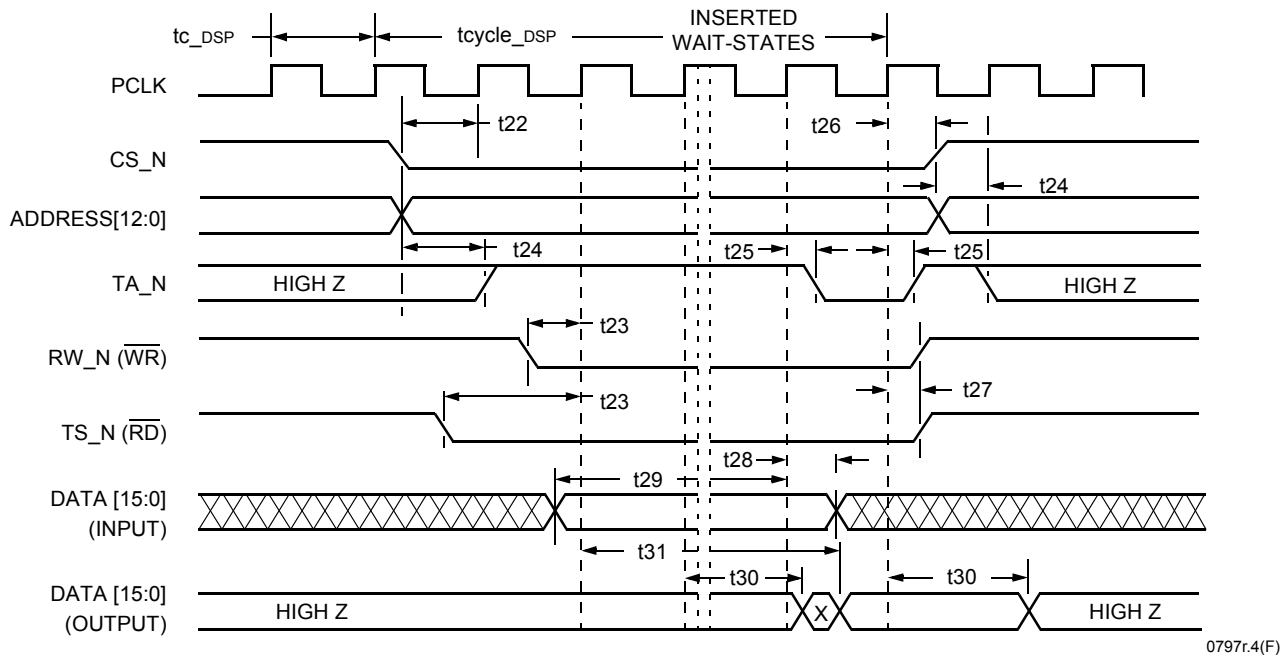 tc_DSP
tcycle_DSP
INSERTED
WAIT-STATES
PCLK
t22
t26
CS_N
t24
ADDRESS[12:0]
t24
t25
t25
TA_N
HIGH Z
HIGH Z
t23
RW_N (WR)
t27
t23
TS_N (RD)
t28
t29
DATA [15:0]
(INPUT)
t31
t30
t30
DATA [15:0]
(OUTPUT)
HIGH Z
X
HIGH Z
0797r.4(F)